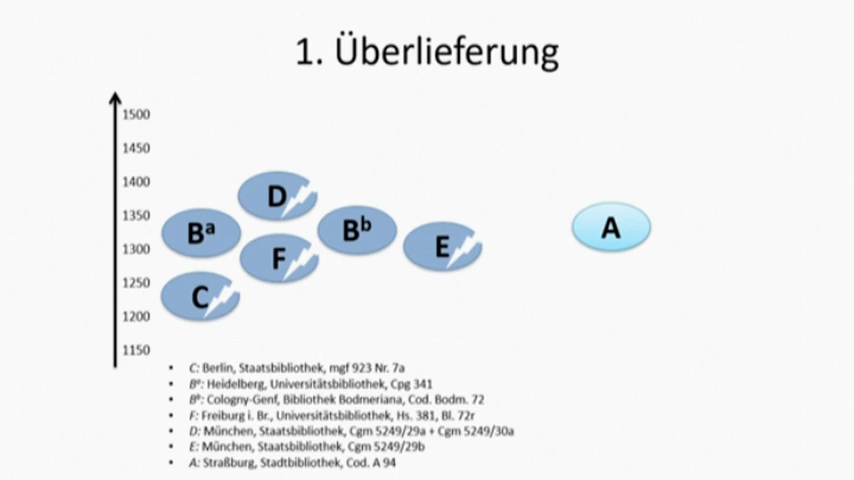 1. Überlieferung
1500
1450
1400
1350
1300
1250
1200
1150
D
Bᵃ
Bᵇ
A
E
F
C
• C: Berlin, Staatsbibliothek, mgf 923 Nr. 7a
• Bᵃ: Heidelberg, Universitätsbibliothek, Cpg 341
• Bᵇ: Cologny-Genf, Bibliothek Bodmeriana, Cod. Bodm. 72
• F: Freiburg i. Br., Universitätsbibliothek, Hs. 381, Bl. 72r
• D: München, Staatsbibliothek, Cgm 5249/29a + Cgm 5249/30a
• E: München, Staatsbibliothek, Cgm 5249/29b
• A: Straßburg, Stadtbibliothek, Cod. A 94